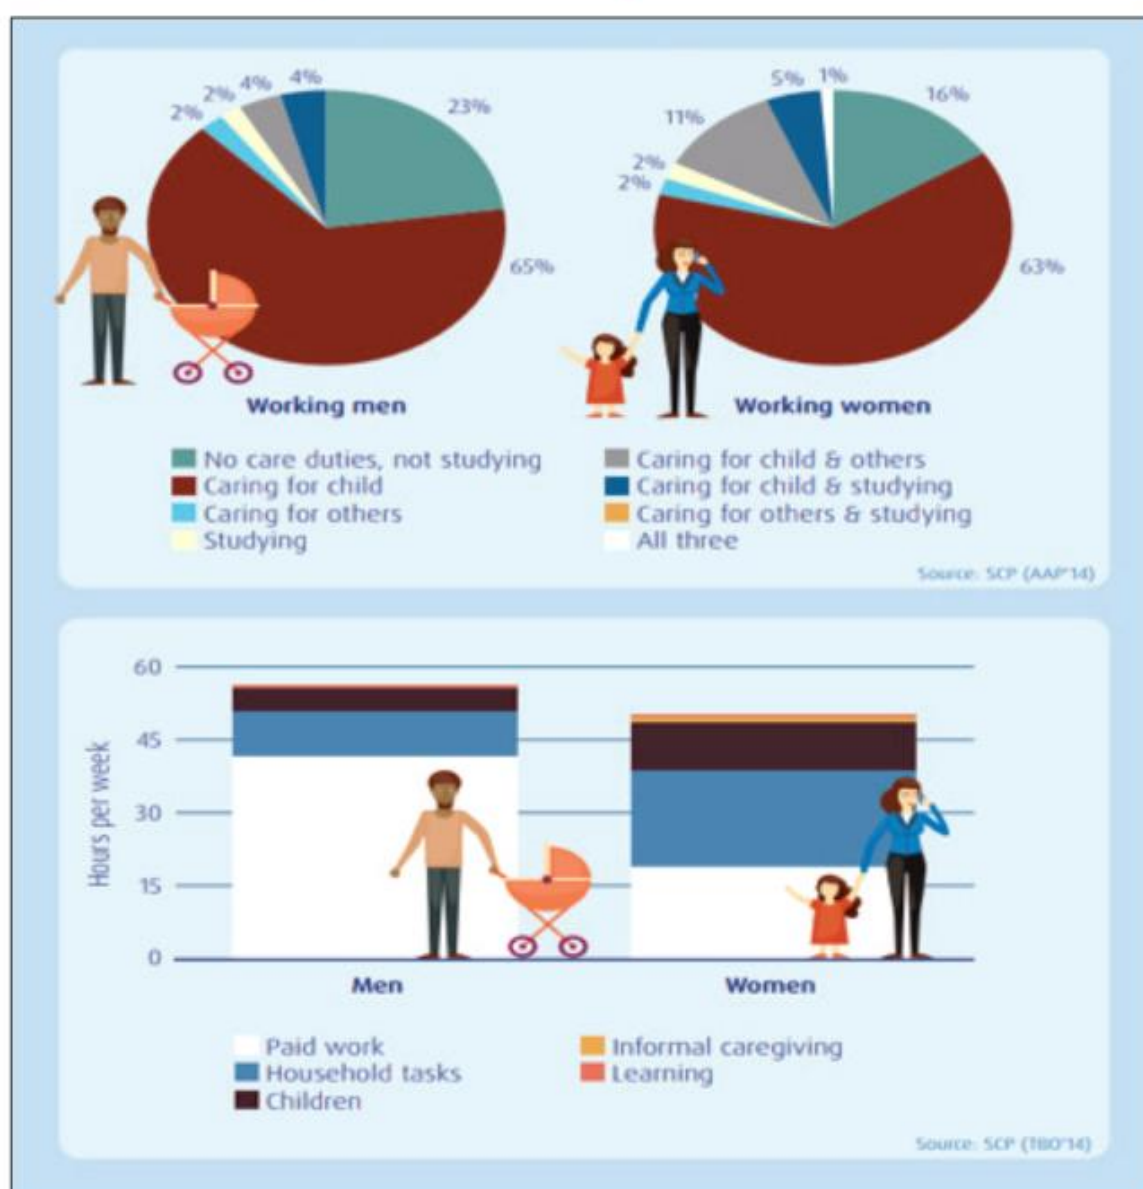 2% 2% 4% 4% 23%
65%
Working men
5% 1% 16%
11%
2%
2%
63%
Working women
No care duties, not studying
Caring for child
Caring for others
Studying
Caring for child & others
Caring for child & studying
Caring for others & studying
All three
Source: SCP (AAP'14)
Hours per week
60
45
30
15
0
Men
Women
Paid work
Household tasks
Children
Informal caregiving
Learning
Source: SCP (TBO'14)